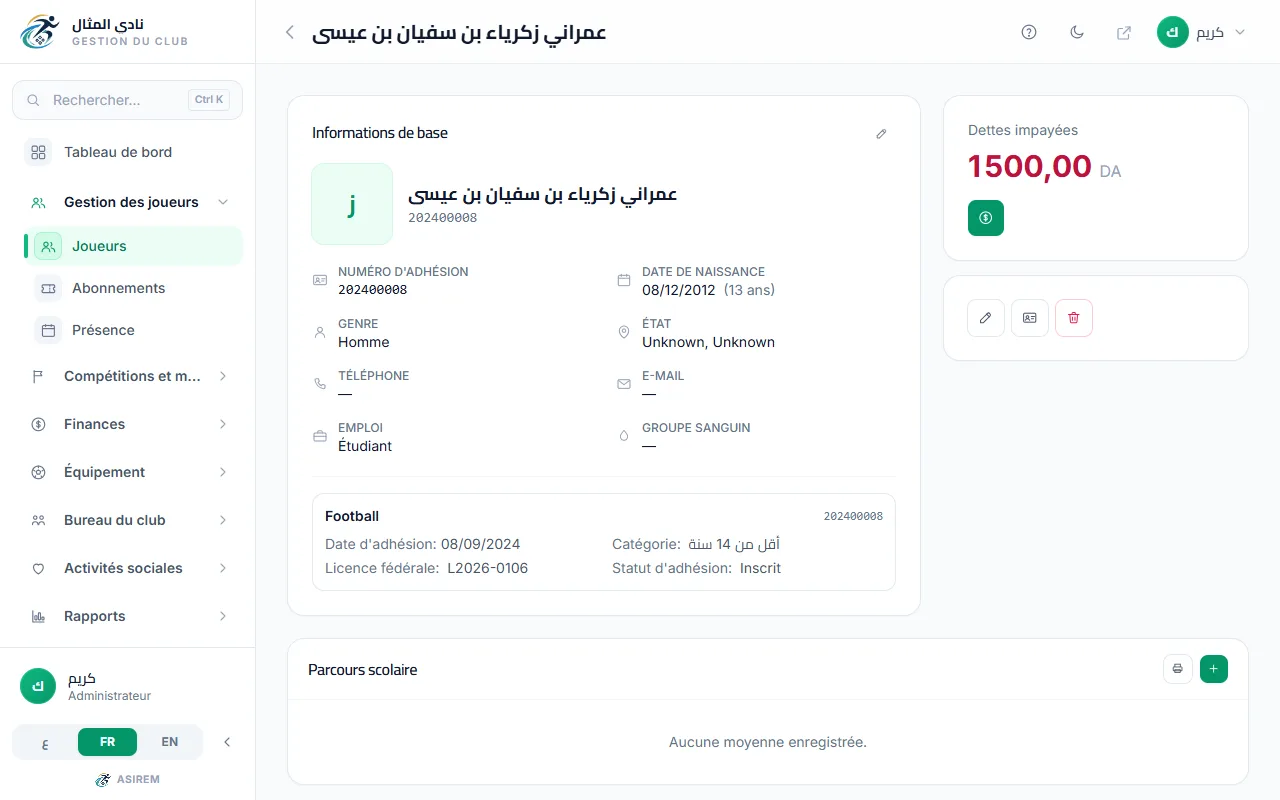 نادي المثال
GESTION DU CLUB
Rechercher...
Ctrl K
Tableau de bord
Gestion des joueurs
Joueurs
Abonnements
Présence
Compétitions et m...
Finances
Équipement
Bureau du club
Activités sociales
Rapports
ك
كريم
Administrateur
ع
FR
EN
ASIREM
عمراني زكرياء بن سفيان بن عيسى
ك
كريم
Informations de base
ز
عمراني زكرياء بن سفيان بن عيسى
202400008
NUMÉRO D'ADHÉSION
202400008
DATE DE NAISSANCE
08/12/2012 (13 ans)
GENRE
Homme
ÉTAT
Unknown, Unknown
TÉLÉPHONE
—
E-MAIL
—
EMPLOI
Étudiant
GROUPE SANGUIN
—
Football
202400008
Date d'adhésion: 08/09/2024
Catégorie: أقل من 14 سنة
Licence fédérale: L2026-0106
Statut d'adhésion: Inscrit
Dettes impayées
1500,00 DA
Parcours scolaire
Aucune moyenne enregistrée.